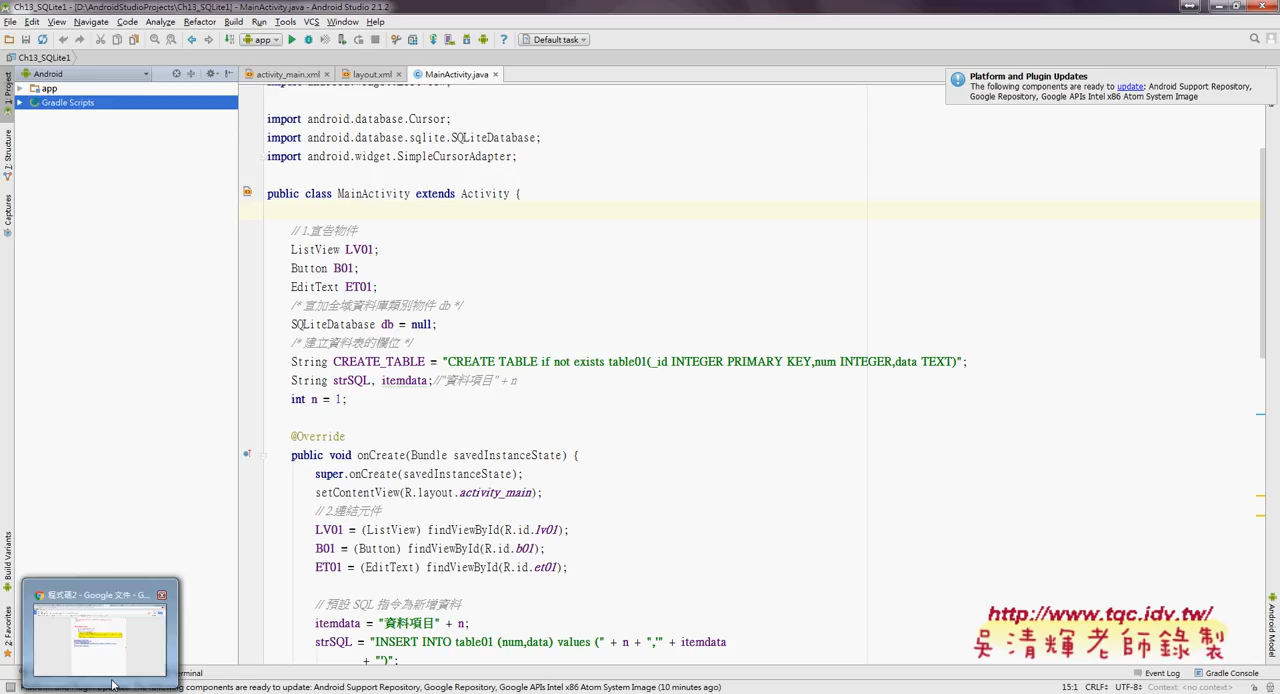 Ch13_SQLite1 - [D:\AndroidStudioProjects\Ch13_SQLite1] - MainActivity.java - Android Studio 2.1.2
File Edit View Navigate Code Analyze Refactor Build Run Tools VCS Window Help
app
Default task
Ch13_SQLite1
Android
activity_main.xml
layout.xml
MainActivity.java
app
Gradle Scripts
1: Project
7: Structure
Captures
Build Variants
2: Favorites
Platform and Plugin Updates
The following components are ready to update: Android Support Repository,
Google Repository, Google APIs Intel x86 Atom System Image
import android.database.Cursor;
import android.database.sqlite.SQLiteDatabase;
import android.widget.SimpleCursorAdapter;
public class MainActivity extends Activity {
// 1.宣告物件
ListView LV01;
Button B01;
EditText ET01;
/* 宣加全域資料庫類別物件 db */
SQLiteDatabase db = null;
/* 建立資料表的欄位 */
String CREATE_TABLE = "CREATE TABLE if not exists table01(_id INTEGER PRIMARY KEY,num INTEGER,data TEXT)";
String strSQL, itemdata;//"資料項目" + n
int n = 1;
@Override
public void onCreate(Bundle savedInstanceState) {
super.onCreate(savedInstanceState);
setContentView(R.layout.activity_main);
// 2.連結元件
LV01 = (ListView) findViewById(R.id.lv01);
B01 = (Button) findViewById(R.id.b01);
ET01 = (EditText) findViewById(R.id.et01);
// 預設 SQL 指令為新增資料
itemdata = "資料項目" + n;
strSQL = "INSERT INTO table01 (num,data) values (" + n + ",'" + itemdata
+ "')";
程式碼2 - Google 文件 - G...
http://www.tqc.idv.tw/
吳清輝老師錄製
Android Model
rminal
Event Log
Gradle Console
Platform and Plugin Updates: The following components are ready to update: Android Support Repository, Google Repository, Google APIs Intel x86 Atom System Image (10 minutes ago)
15:1 CRLF÷ UTF-8÷ Context: <no context>